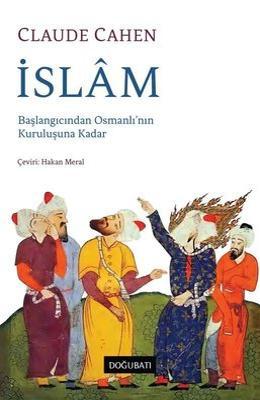 CLAUDE CAHEN
İSLÂM
Başlangıcından Osmanlı'nın
Kuruluşuna Kadar
Çeviri: Hakan Meral
DOĞUBATI